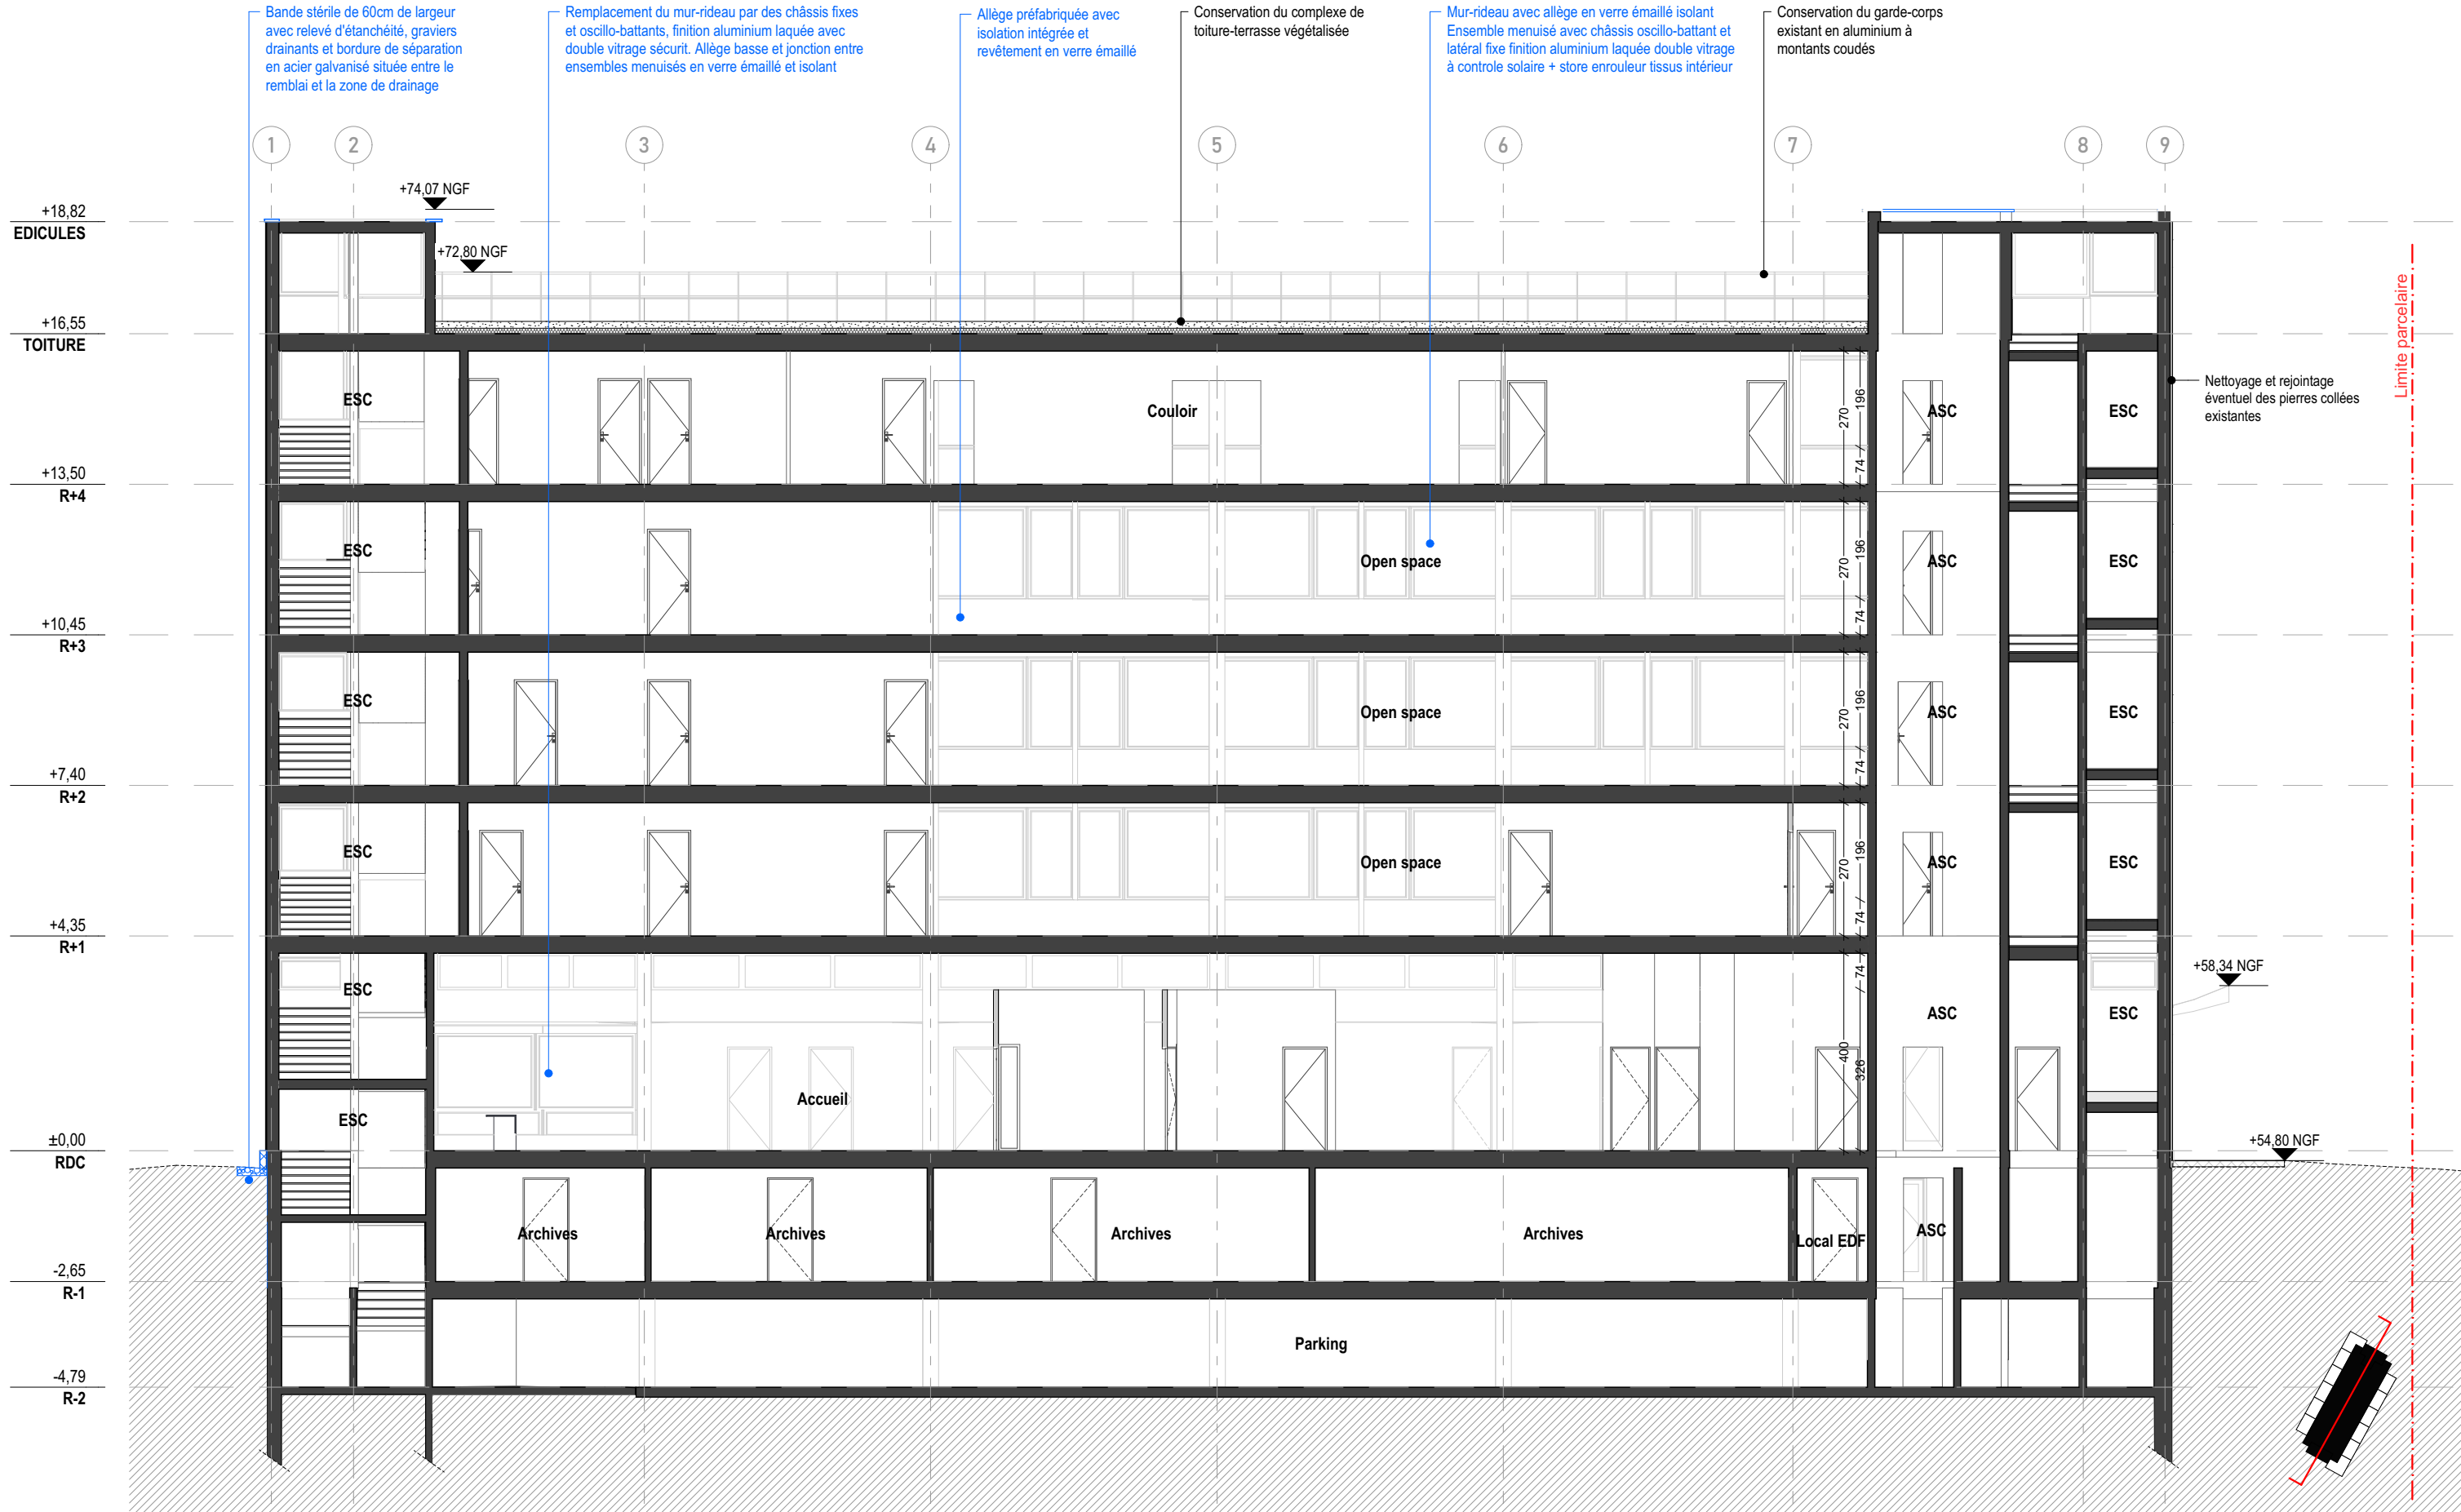 Bande stérile de 60cm de largeur
avec relevé d'étanchéité, graviers
drainants et bordure de séparation
en acier galvanisé située entre le
remblai et la zone de drainage
Remplacement du mur-rideau par des châssis fixes
et oscillo-battants, finition aluminium laquée avec
double vitrage sécurit. Allège basse et jonction entre
ensembles menuisés en verre émaillé et isolant
Allège préfabriquée avec
isolation intégrée et
revêtement en verre émaillé
Conservation du complexe de
toiture-terrasse végétalisée
Mur-rideau avec allège en verre émaillé isolant
Ensemble menuisé avec châssis oscillo-battant et
latéral fixe finition aluminium laquée double vitrage
à controle solaire + store enrouleur tissus intérieur
Conservation du garde-corps
existant en aluminium à
montants coudés
1 2 3 4 5 6 7 8 9
+74,07 NGF
+18,82
EDICULES
+72,80 NGF
+16,55
TOITURE
Limite parcelaire
Nettoyage et rejointage
éventuel des pierres collées
existantes
ESC Couloir 270 196 74 ASC ESC
+13,50
R+4
ESC Open space 270 196 74 ASC ESC
+10,45
R+3
ESC Open space 270 196 74 ASC ESC
+7,40
R+2
ESC Open space 270 196 74 ASC ESC
+4,35
R+1
ESC 74 ASC ESC
+58,34 NGF
400 326
Accueil
ESC
±0,00
RDC
+54,80 NGF
Archives Archives Archives Archives Local EDF ASC
-2,65
R-1
Parking
-4,79
R-2